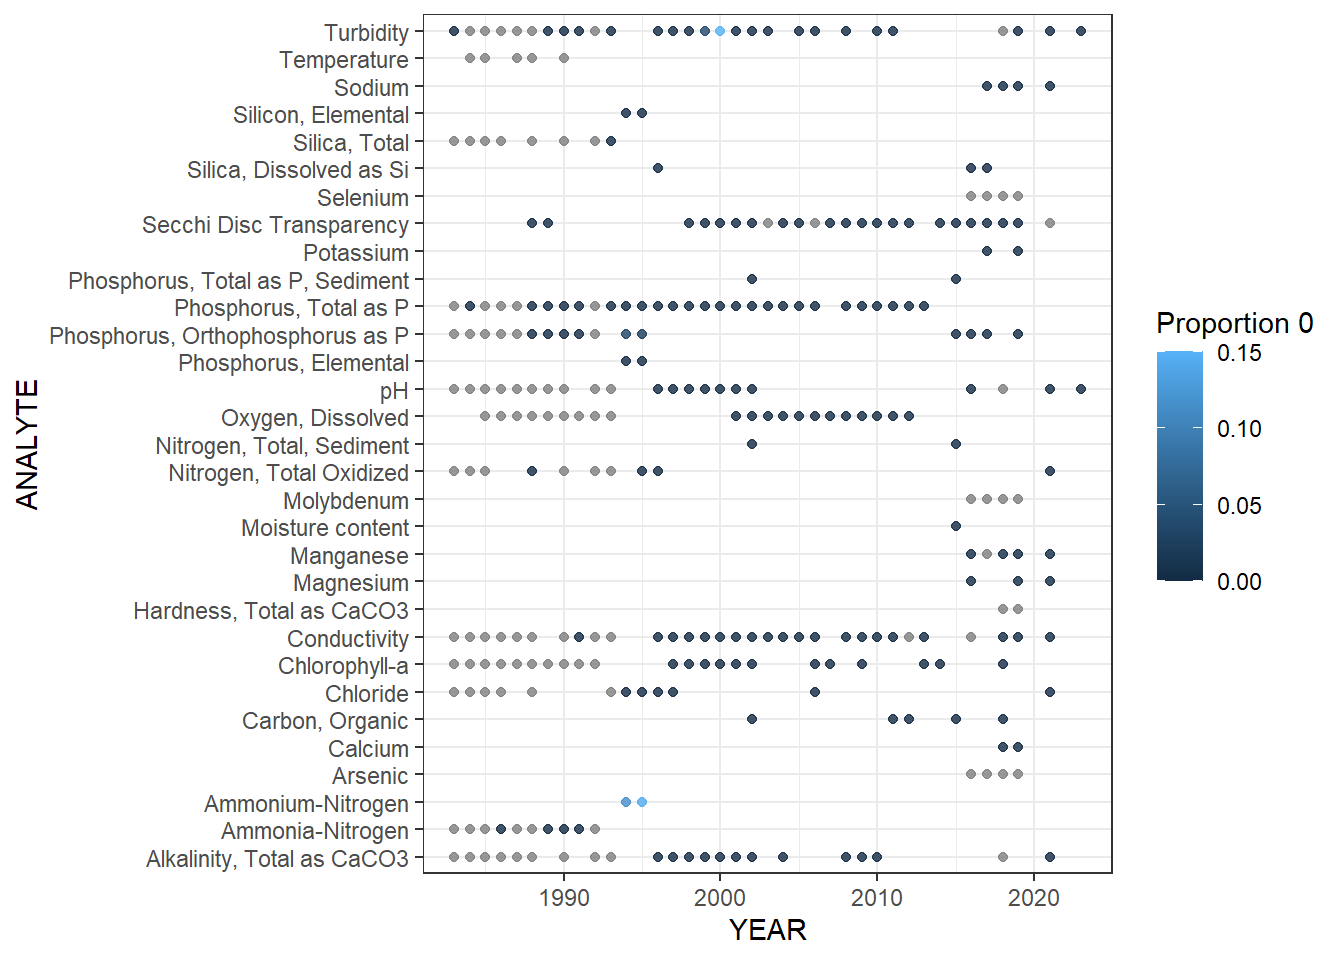 Turbidity
Temperature
Sodium
Silicon, Elemental
Silica, Total
Silica, Dissolved as Si
Selenium
Secchi Disc Transparency
Potassium
Phosphorus, Total as P, Sediment
Phosphorus, Total as P
Phosphorus, Orthophosphorus as P
Phosphorus, Elemental
pH
Oxygen, Dissolved
Nitrogen, Total, Sediment
Nitrogen, Total Oxidized
Molybdenum
Moisture content
Manganese
Magnesium
Hardness, Total as CaCO3
Conductivity
Chlorophyll-a
Chloride
Carbon, Organic
Calcium
Arsenic
Ammonium-Nitrogen
Ammonia-Nitrogen
Alkalinity, Total as CaCO3
ANALYTE
1990 2000 2010 2020
YEAR
Proportion 0
0.15
0.10
0.05
0.00